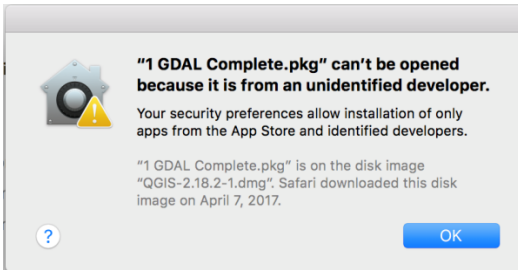 “1 GDAL Complete.pkg” can’t be opened
because it is from an unidentified developer.
Your security preferences allow installation of only
apps from the App Store and identified developers.
“1 GDAL Complete.pkg” is on the disk image
“QGIS-2.18.2-1.dmg”. Safari downloaded this disk
image on April 7, 2017.
?
OK